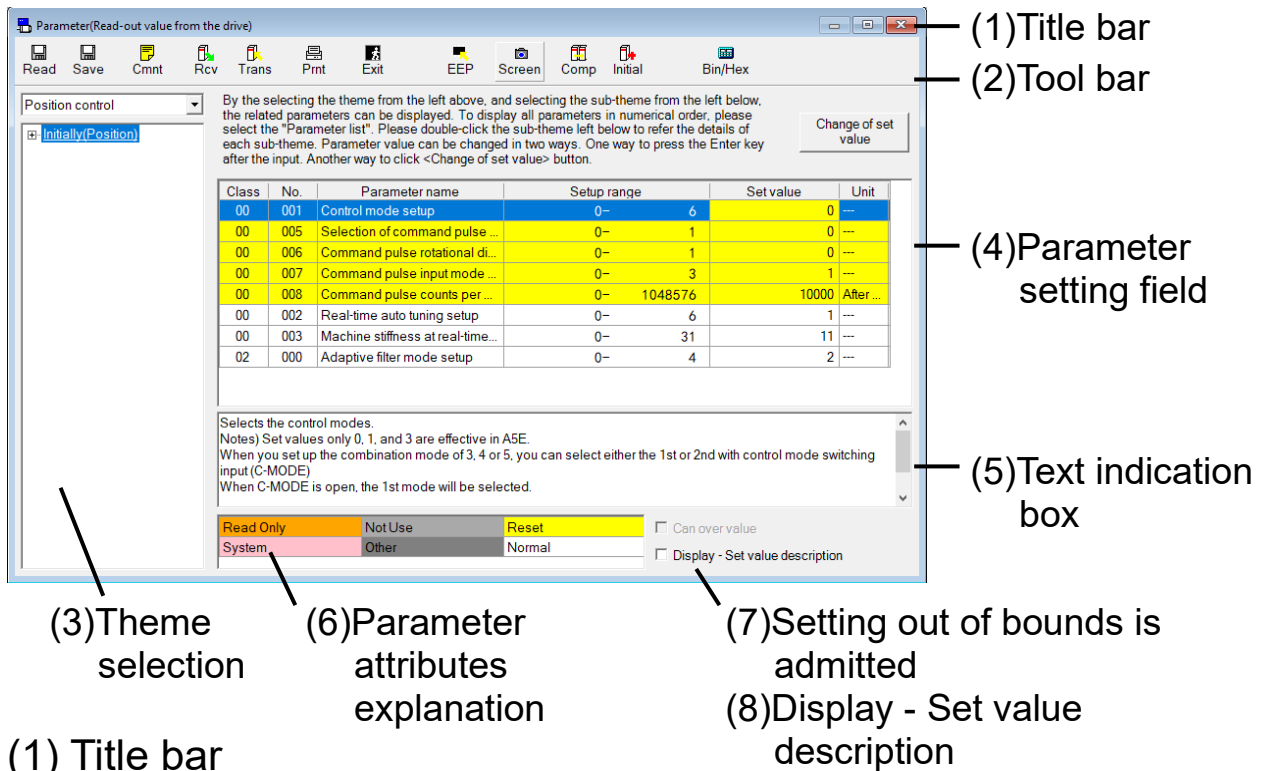 Parameter(Read-out value from the drive)
Read Save Cmnt Rcv Trans Prnt Exit EEP Screen Comp Initial Bin/Hex
(1)Title bar
(2)Tool bar
Position control
Initially(Position)
By the selecting the theme from the left above, and selecting the sub-theme from the left below,
the related parameters can be displayed. To display all parameters in numerical order, please
select the "Parameter list". Please double-click the sub-theme left below to refer the details of
each sub-theme. Parameter value can be changed in two ways. One way to press the Enter key
after the input. Another way to click <Change of set value> button.
Change of set
value
Class No. Parameter name Setup range Set value Unit
00 001 Control mode setup 0- 6 0 ---
00 005 Selection of command pulse ... 0- 1 0 ---
00 006 Command pulse rotational di... 0- 1 0 ---
00 007 Command pulse input mode ... 0- 3 1 ---
00 008 Command pulse counts per ... 0- 1048576 10000 After ...
00 002 Real-time auto tuning setup 0- 6 1 ---
00 003 Machine stiffness at real-time... 0- 31 11 ---
02 000 Adaptive filter mode setup 0- 4 2 ---
(4)Parameter
setting field
Selects the control modes.
Notes) Set values only 0, 1, and 3 are effective in A5E.
When you set up the combination mode of 3, 4 or 5, you can select either the 1st or 2nd with control mode switching
input (C-MODE)
When C-MODE is open, the 1st mode will be selected.
(5)Text indication
box
Read Only Not Use Reset
System Other Normal
Can over value
Display - Set value description
(3)Theme
selection
(6)Parameter
attributes
explanation
(7)Setting out of bounds is
admitted
(8)Display - Set value
description
(1) Title bar